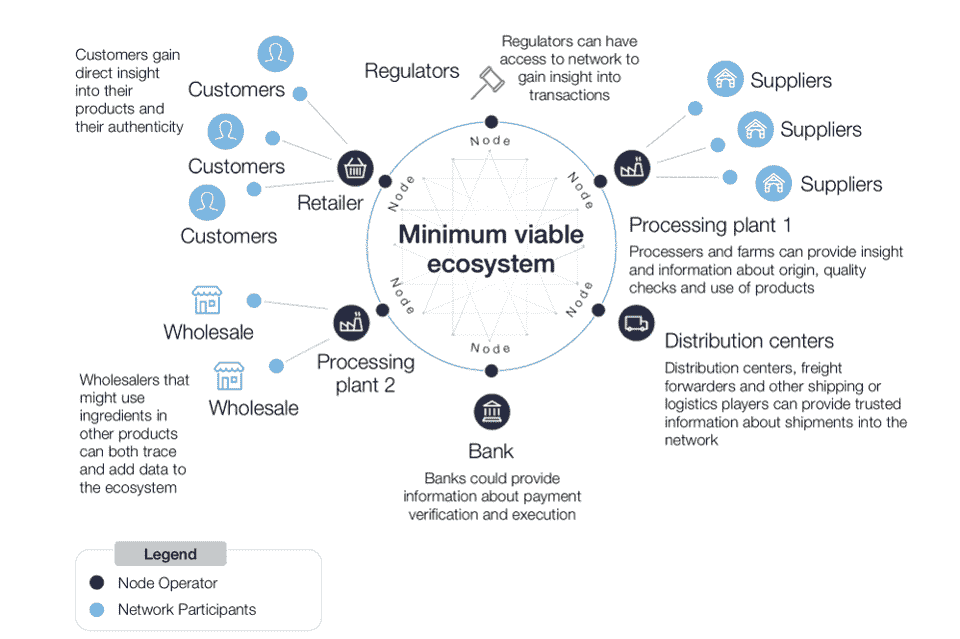 Customers gain
direct insight
into their
products and
their authenticity
Customers
Customers
Customers
Retailer
Regulators
Regulators can have
access to network to
gain insight into
transactions
Suppliers
Suppliers
Suppliers
Processing plant 1
Processers and farms can provide insight
and information about origin, quality
checks and use of products
Node
Node
Node
Node
Node
Node
Minimum viable
ecosystem
Wholesale
Wholesale
Processing
plant 2
Wholesalers that
might use
ingredients in
other products
can both trace
and add data to
the ecosystem
Bank
Banks could provide
information about payment
verification and execution
Distribution centers
Distribution centers, freight
forwarders and other shipping or
logistics players can provide trusted
information about shipments into the
network
Legend
Node Operator
Network Participants